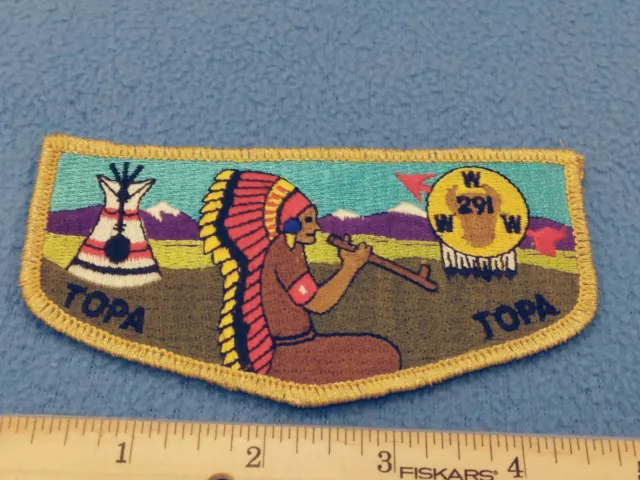 W
291
W W
TOPA TOPA
1 2 3 4
FISKARS